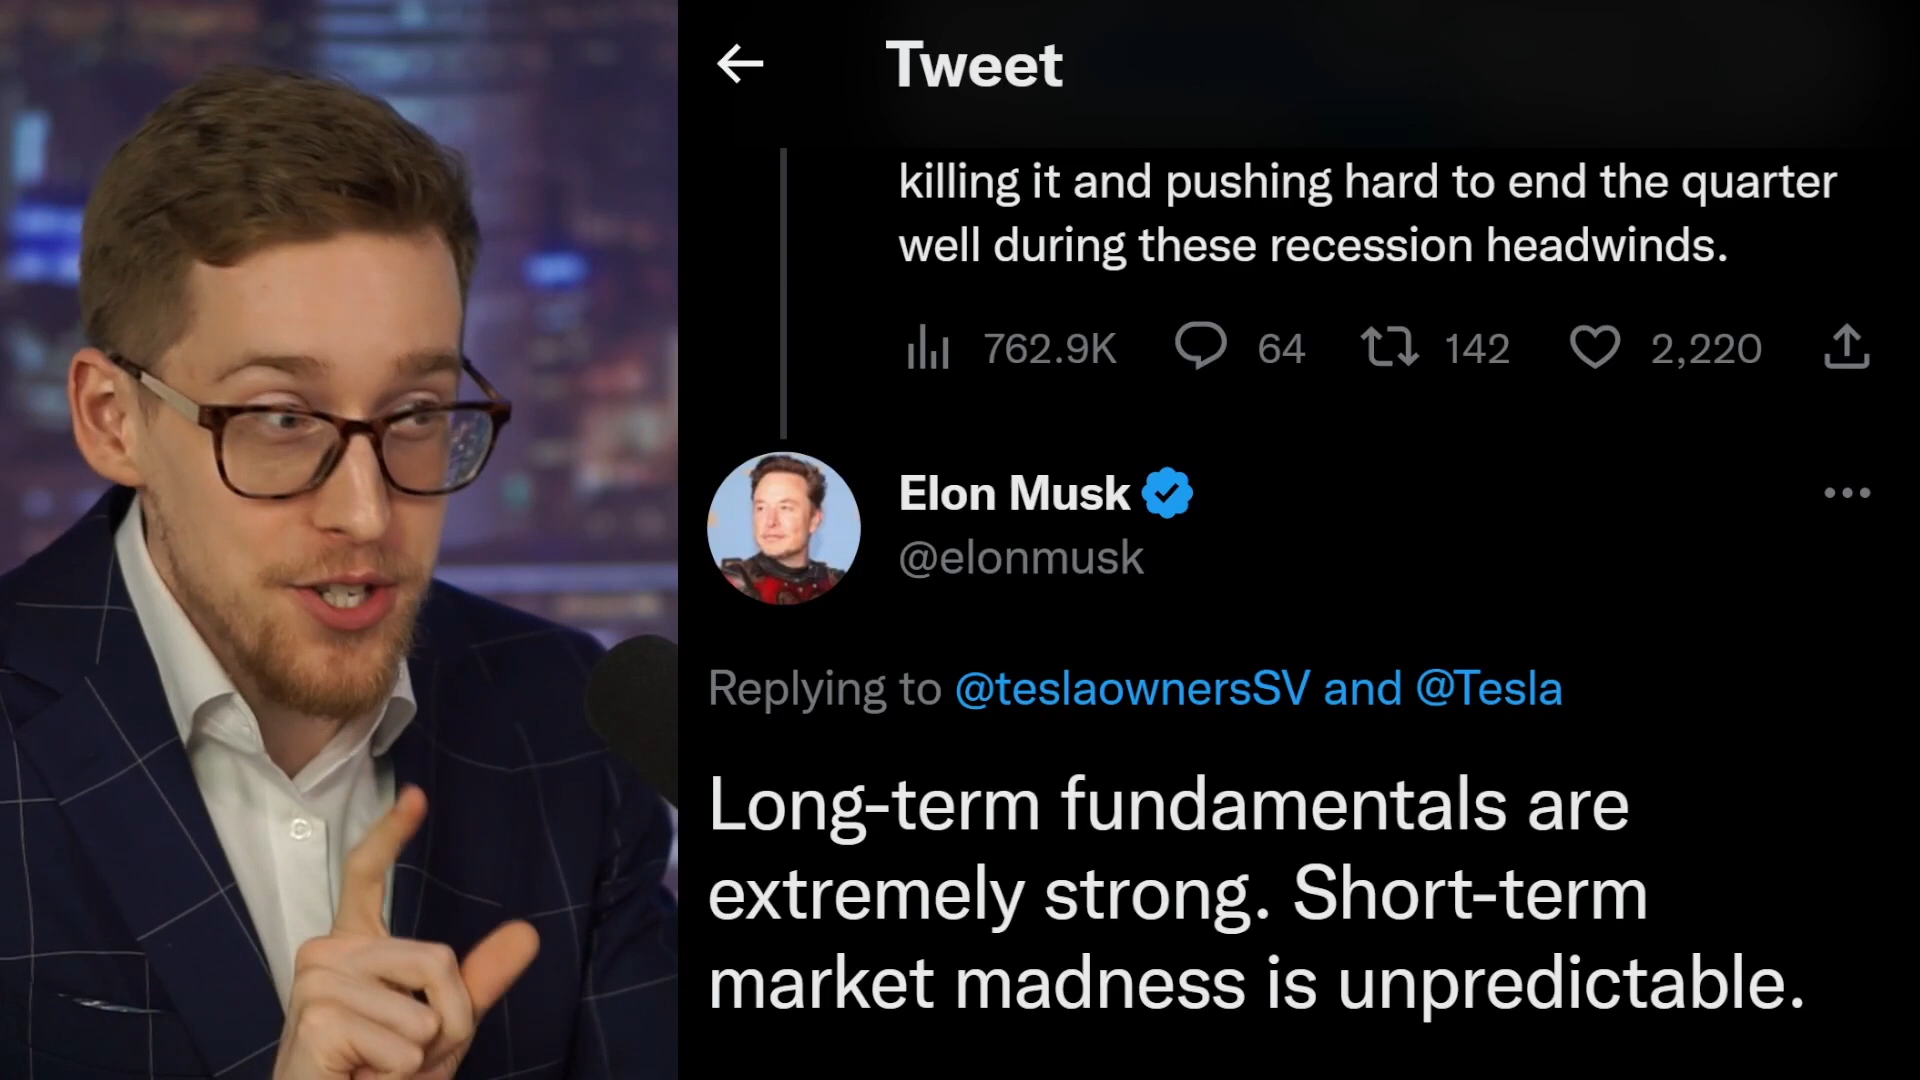 Tweet
killing it and pushing hard to end the quarter
well during these recession headwinds.
762.9K 64 142 2,220
Elon Musk
@elonmusk
Replying to @teslaownersSV and @Tesla
Long-term fundamentals are
extremely strong. Short-term
market madness is unpredictable.